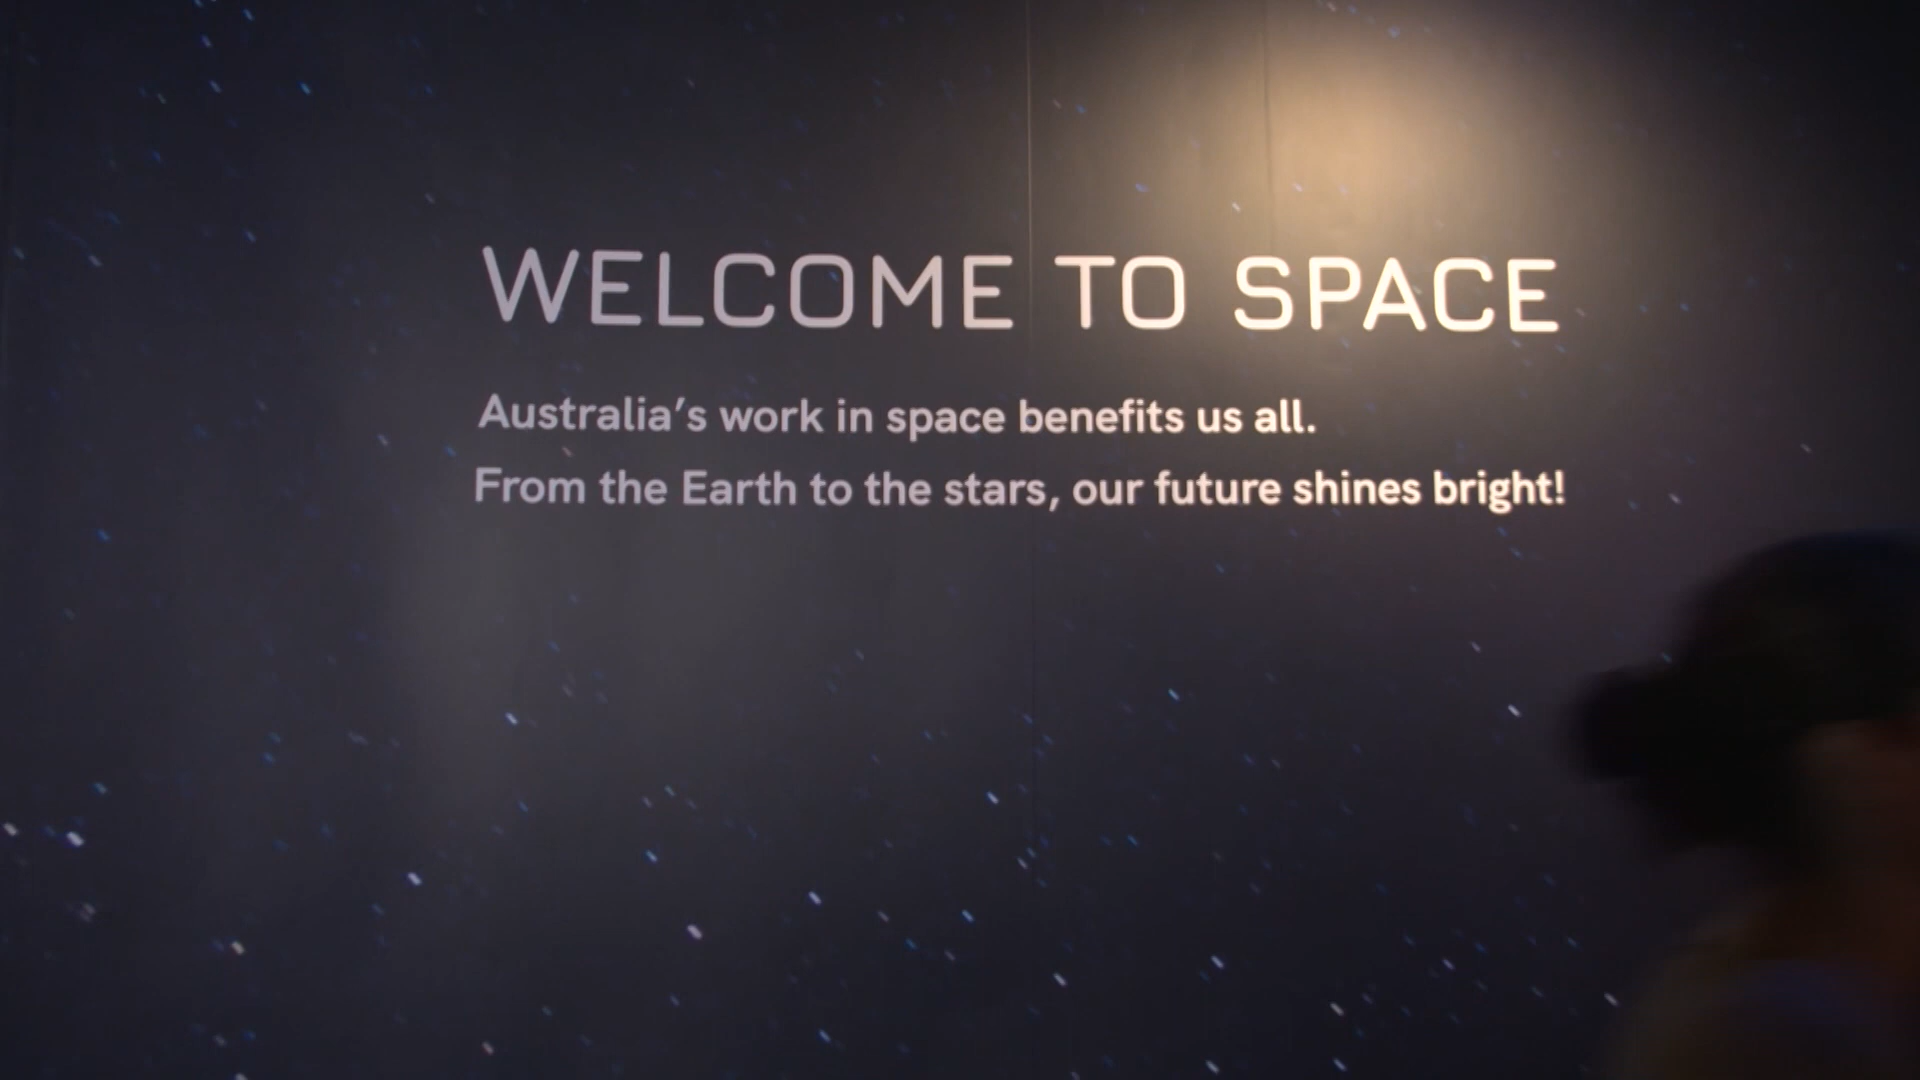 WELCOME TO SPACE
Australia’s work in space benefits us all.
From the Earth to the stars, our future shines bright!